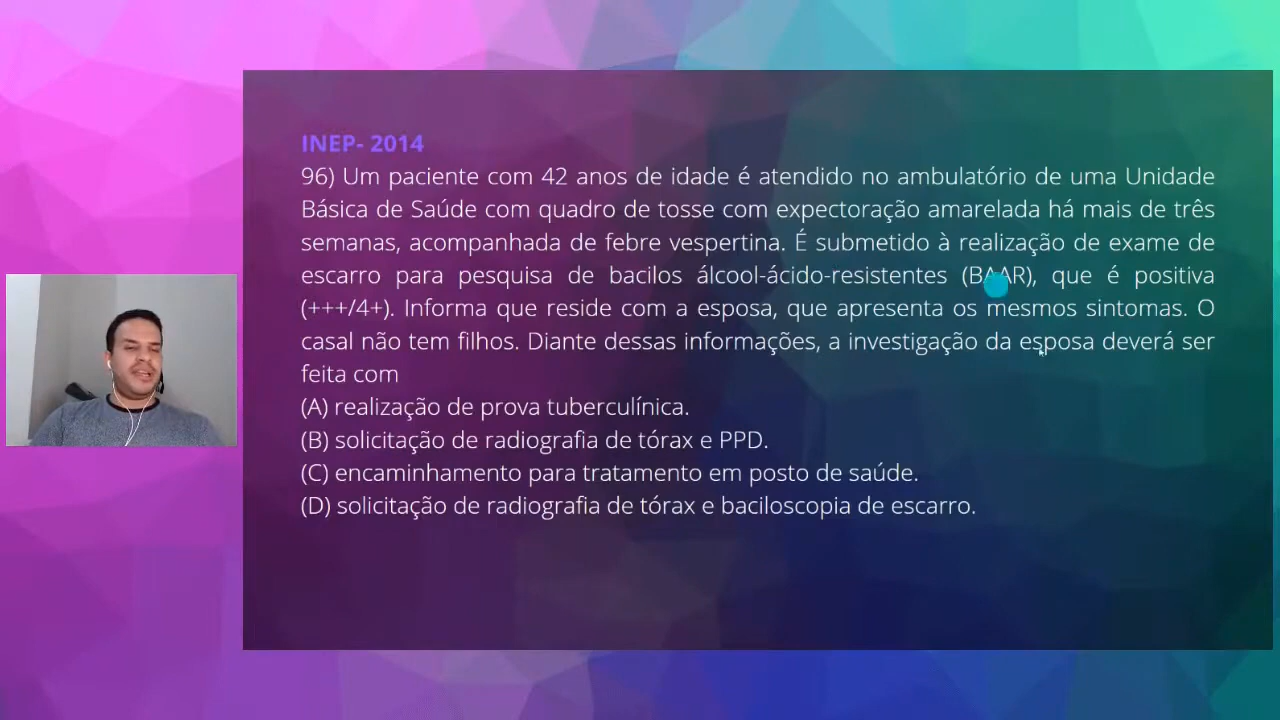 INEP- 2014
96) Um paciente com 42 anos de idade é atendido no ambulatório de uma Unidade
Básica de Saúde com quadro de tosse com expectoração amarelada há mais de três
semanas, acompanhada de febre vespertina. É submetido à realização de exame de
escarro para pesquisa de bacilos álcool-ácido-resistentes (BAAR), que é positiva
(+++/4+). Informa que reside com a esposa, que apresenta os mesmos sintomas. O
casal não tem filhos. Diante dessas informações, a investigação da esposa deverá ser
feita com
(A) realização de prova tuberculínica.
(B) solicitação de radiografia de tórax e PPD.
(C) encaminhamento para tratamento em posto de saúde.
(D) solicitação de radiografia de tórax e baciloscopia de escarro.